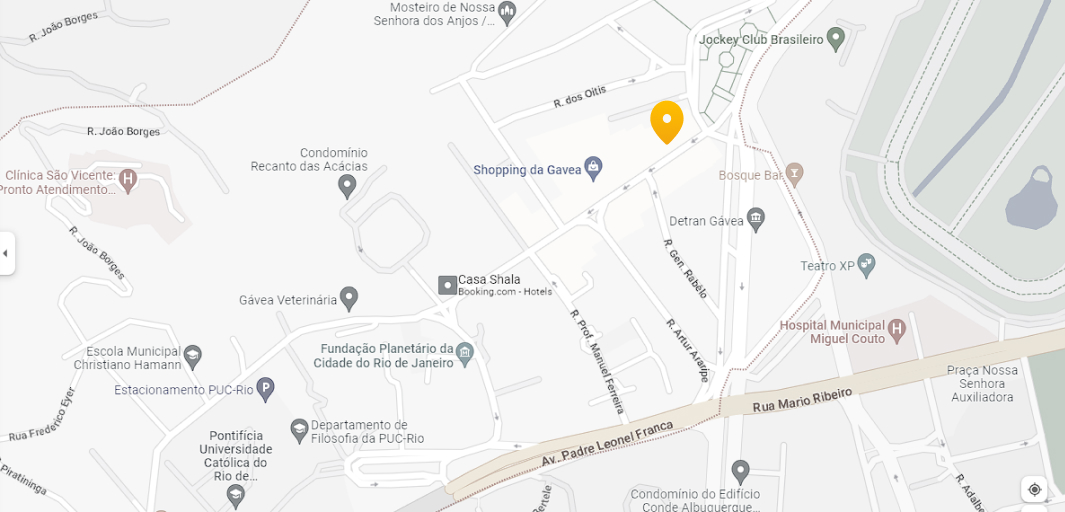 R. João Borges
Mosteiro de Nossa
Senhora dos Anjos /...
Jockey Club Brasileiro
R. dos Oitis
R. João Borges
Condomínio
Recanto das Acácias
Clínica São Vicente:
Pronto Atendimento...
H
Shopping da Gavea
Bosque Bar
Detran Gávea
R. João Borges
R. Gen. Rabêlo
Teatro XP
Casa Shala
Booking.com - Hotels
Gávea Veterinária
R. Prof. Manuel Ferreira
R. Artur Araripe
Hospital Municipal
Miguel Couto
H
Fundação Planetário da
Cidade do Rio de Janeiro
Escola Municipal
Christiano Hamann
Estacionamento PUC-Rio
P
Praça Nossa
Senhora
Auxiliadora
Rua Mario Ribeiro
Rua Frederico Eyer
Departamento de
Filosofia da PUC-Rio
Av. Padre Leonel Franca
Pontifícia
Universidade
Católica do
Rio de...
Piratininga
Bertele
Condomínio do Edifício
Conde Albuquerque...
R. Adalbe